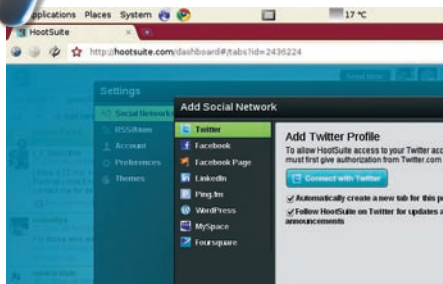 Applications Places System 17 °C
HootSuite
http://hootsuite.com/dashboard#/tabs?id=2436224
Send Now
Settings
Social Network
Add Social Network
RSS/Atom
Account
Preferences
Themes
Twitter
Facebook
Facebook Page
LinkedIn
Ping.fm
WordPress
MySpace
Foursquare
Add Twitter Profile
To allow HootSuite access to your Twitter acc
must first give authorization from Twitter.com
Connect with Twitter
Automatically create a new tab for this p
Follow HootSuite on Twitter for updates a
announcements